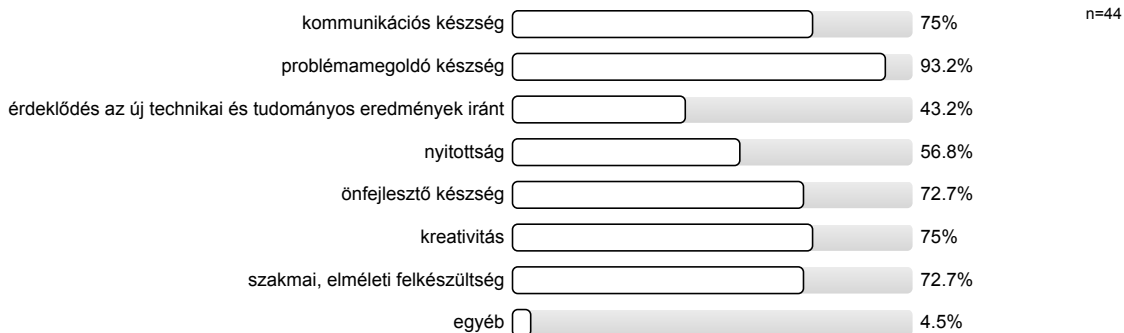 kommunikációs készség 75% n=44
problémamegoldó készség 93.2%
érdeklődés az új technikai és tudományos eredmények iránt 43.2%
nyitottság 56.8%
önfejlesztő készség 72.7%
kreativitás 75%
szakmai, elméleti felkészültség 72.7%
egyéb 4.5%